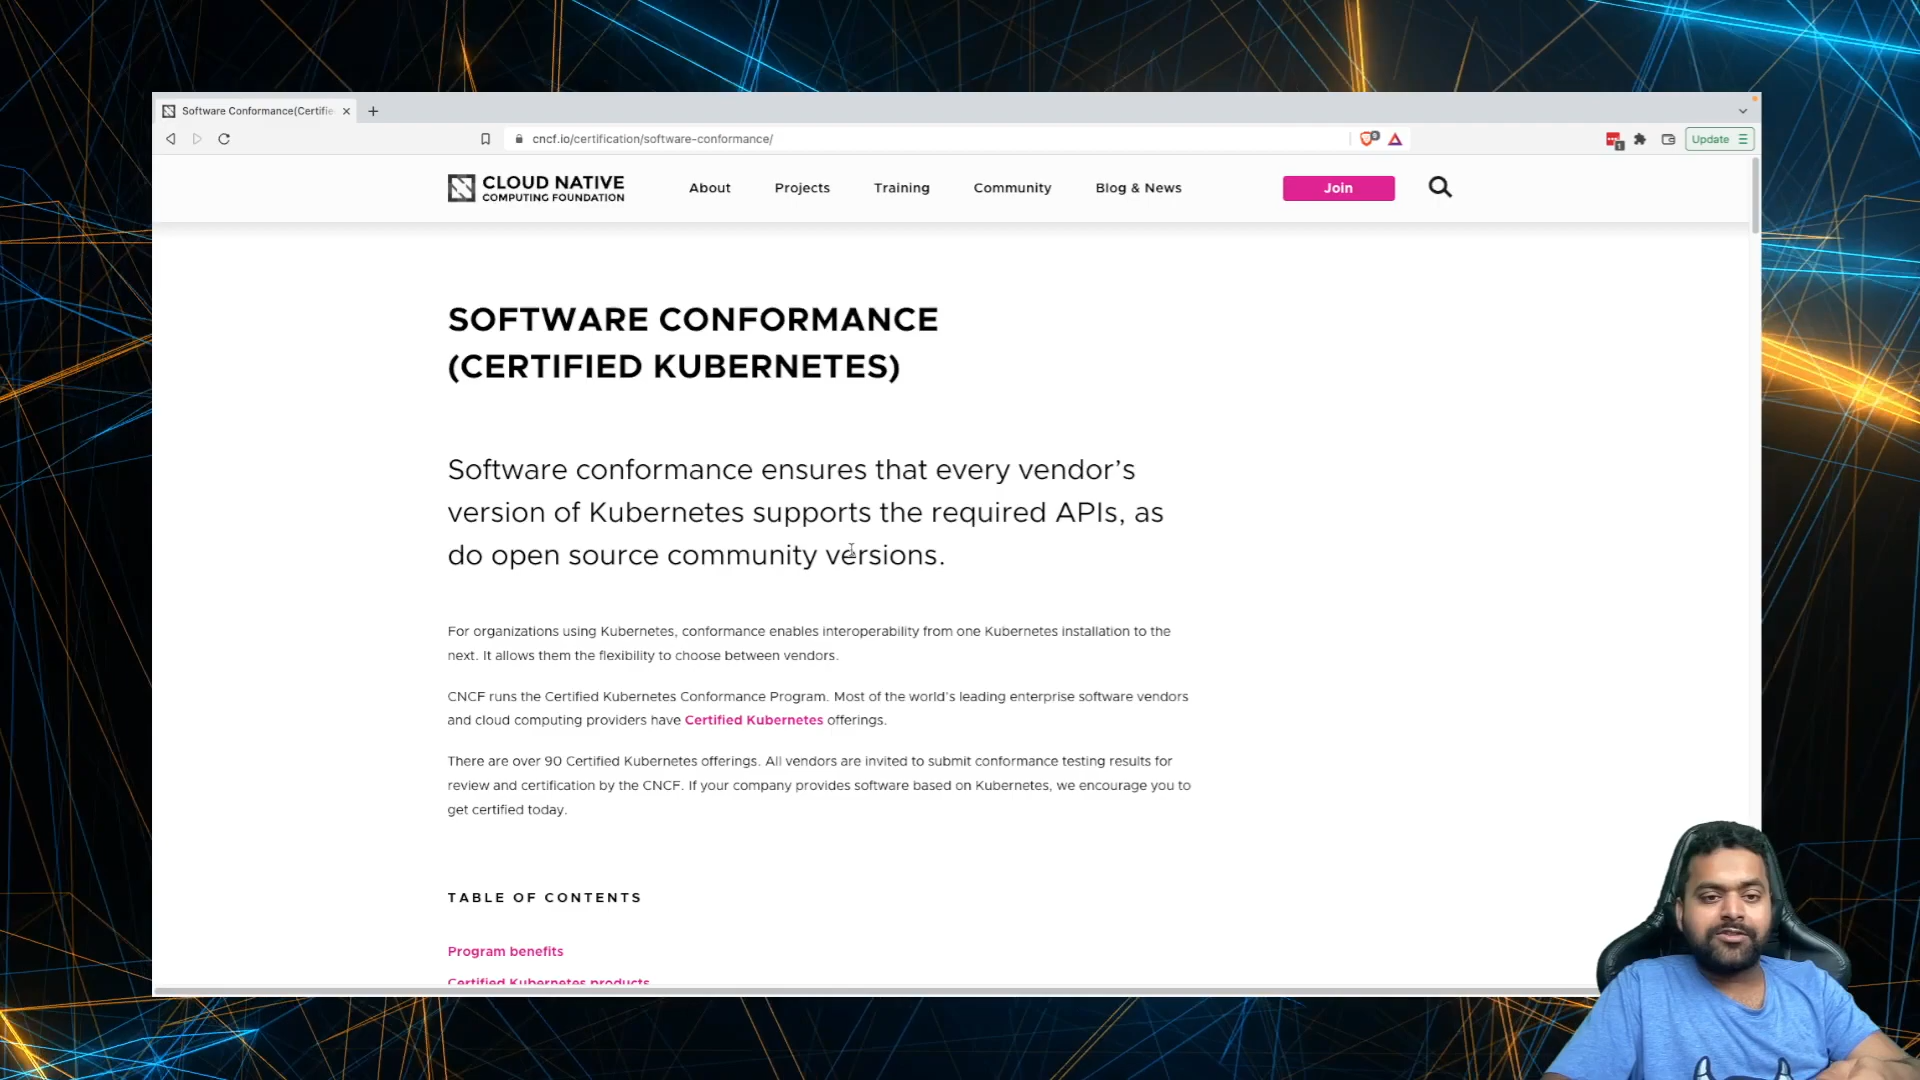 Software Conformance(Certifie
cncf.io/certification/software-conformance/
9
1
Update
CLOUD NATIVE
COMPUTING FOUNDATION
About
Projects
Training
Community
Blog & News
Join
SOFTWARE CONFORMANCE
(CERTIFIED KUBERNETES)
Software conformance ensures that every vendor’s
version of Kubernetes supports the required APIs, as
do open source community versions.
For organizations using Kubernetes, conformance enables interoperability from one Kubernetes installation to the
next. It allows them the flexibility to choose between vendors.
CNCF runs the Certified Kubernetes Conformance Program. Most of the world’s leading enterprise software vendors
and cloud computing providers have Certified Kubernetes offerings.
There are over 90 Certified Kubernetes offerings. All vendors are invited to submit conformance testing results for
review and certification by the CNCF. If your company provides software based on Kubernetes, we encourage you to
get certified today.
TABLE OF CONTENTS
Program benefits
Certified Kubernetes products